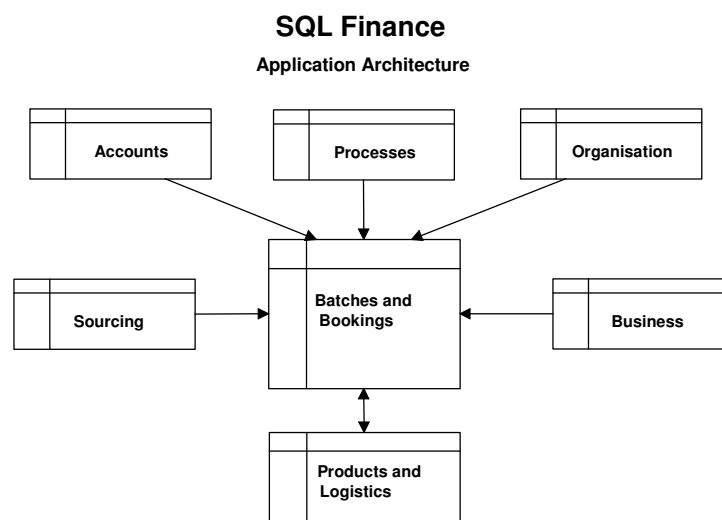 SQL Finance
Application Architecture
Accounts
Processes
Organisation
Sourcing
Batches and
Bookings
Business
Products and
Logistics